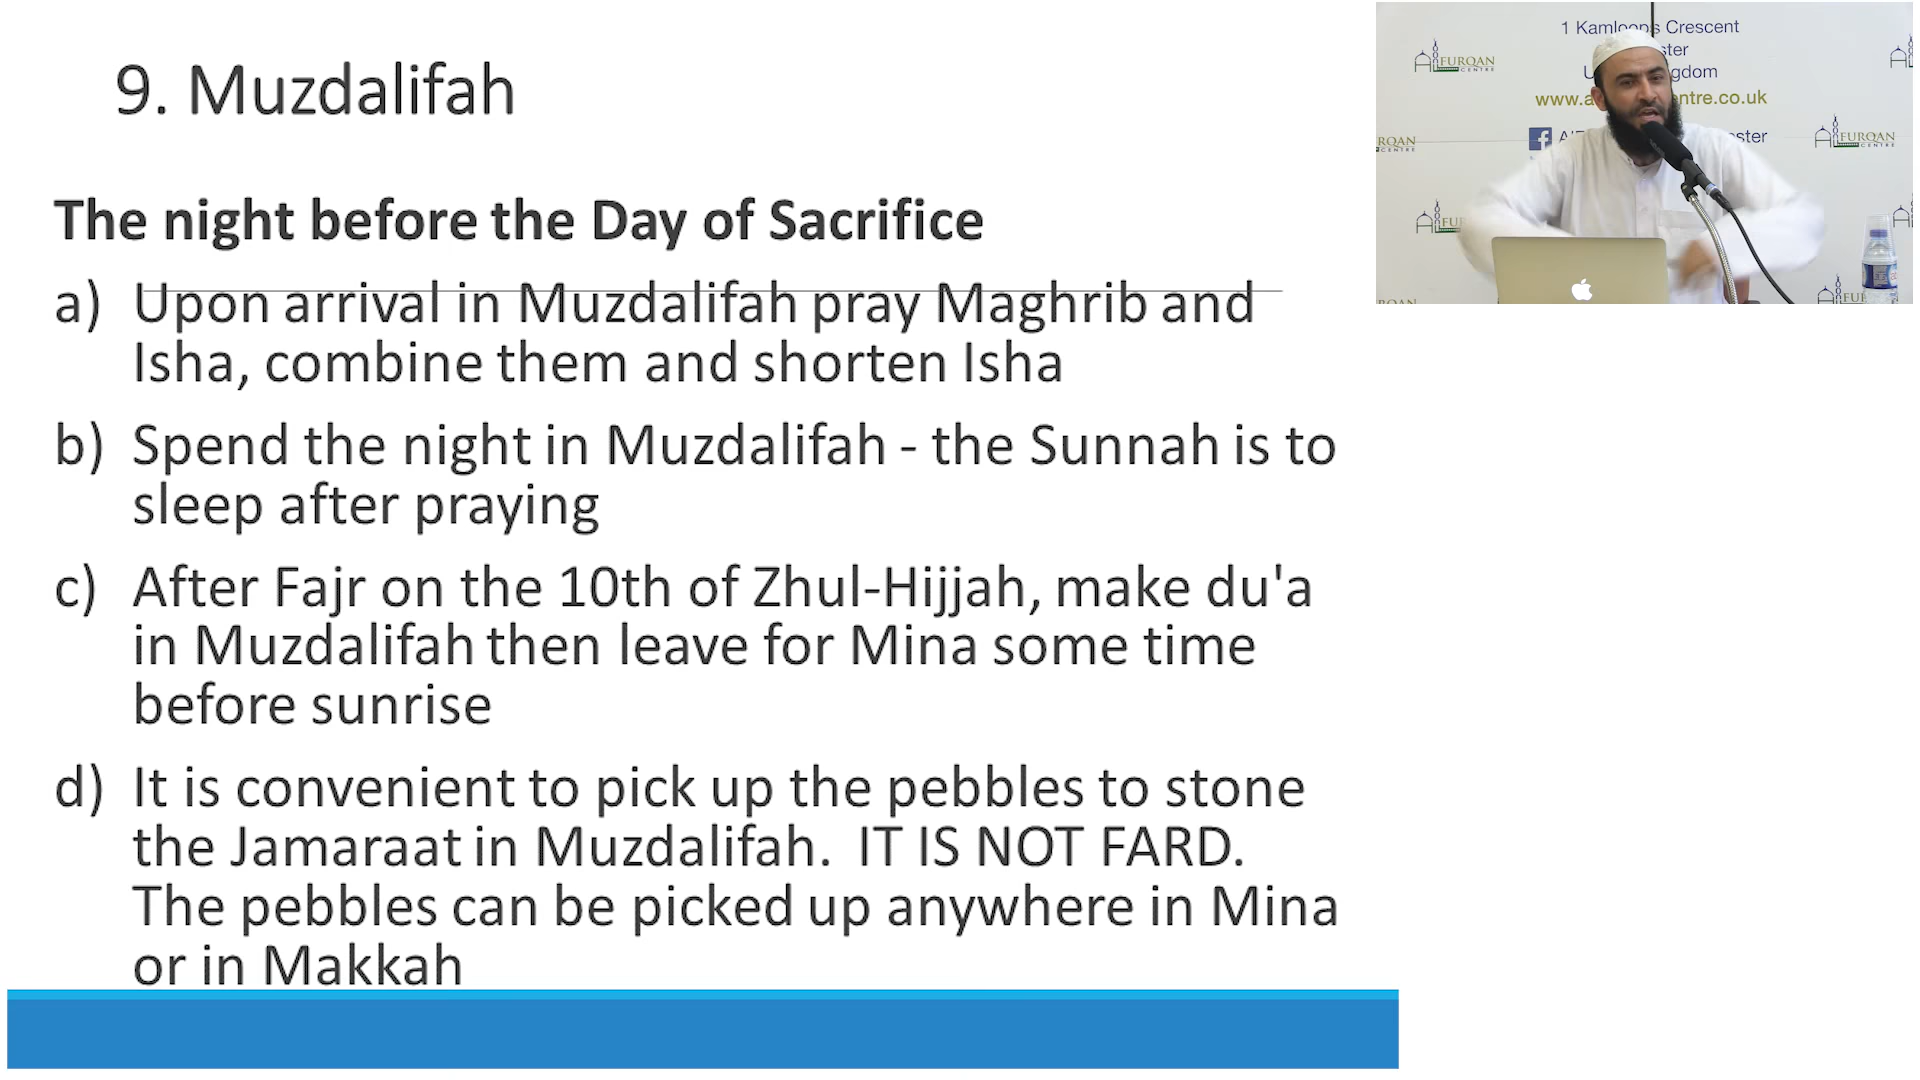 9. Muzdalifah
The night before the Day of Sacrifice
a) Upon arrival in Muzdalifah pray Maghrib and
Isha, combine them and shorten Isha
b) Spend the night in Muzdalifah - the Sunnah is to
sleep after praying
c) After Fajr on the 10th of Zhul-Hijjah, make du'a
in Muzdalifah then leave for Mina some time
before sunrise
d) It is convenient to pick up the pebbles to stone
the Jamaraat in Muzdalifah. IT IS NOT FARD.
The pebbles can be picked up anywhere in Mina
or in Makkah
1 Kamloops Crescent
FURQAN
CENTRE
FURQAN
CENTRE